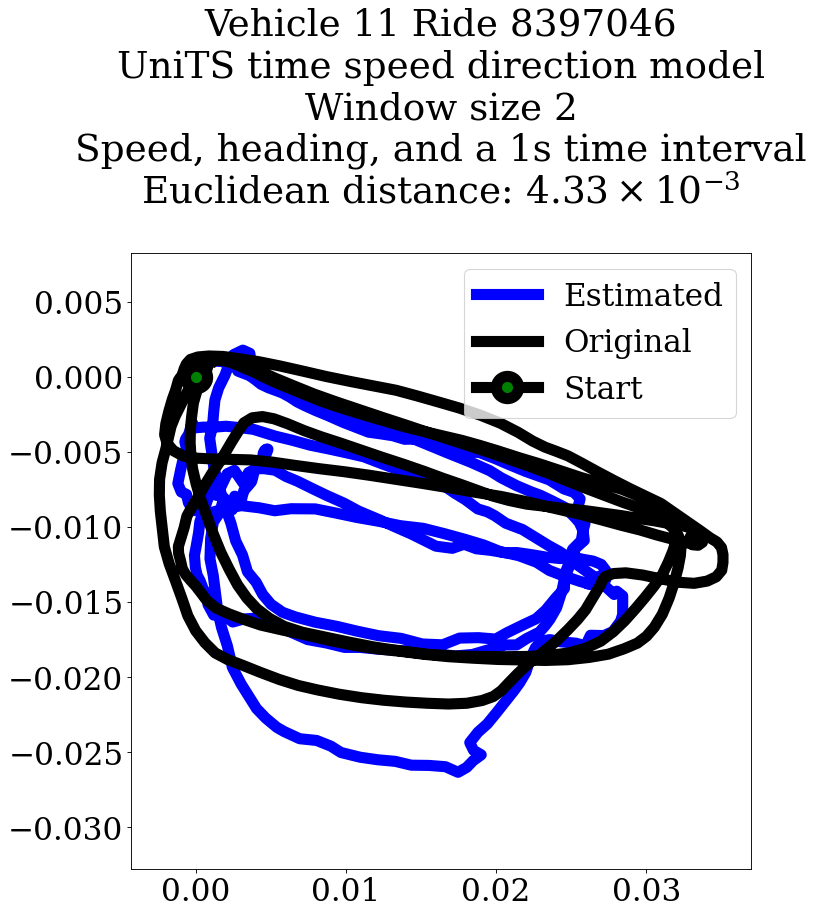 Vehicle 11 Ride 8397046
UniTS time speed direction model
Window size 2
Speed, heading, and a 1s time interval
Euclidean distance: 4.33 × 10⁻³
Estimated
Original
Start
0.005
0.000
−0.005
−0.010
−0.015
−0.020
−0.025
−0.030
0.00 0.01 0.02 0.03